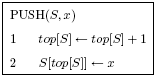 PUSH(S, x)
1 top[S] ← top[S] + 1
2 S[top[S]] ← x